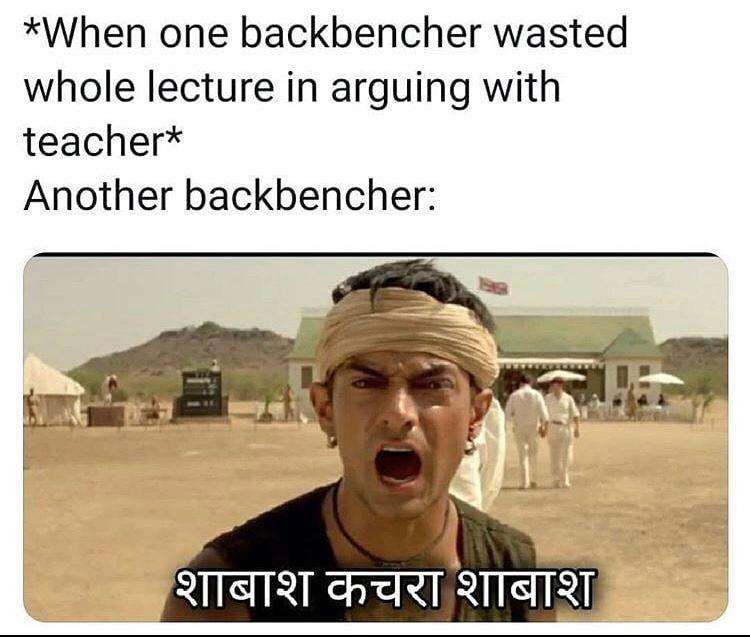 *When one backbencher wasted
whole lecture in arguing with
teacher*
Another backbencher:
शाबाश कचरा शाबाश